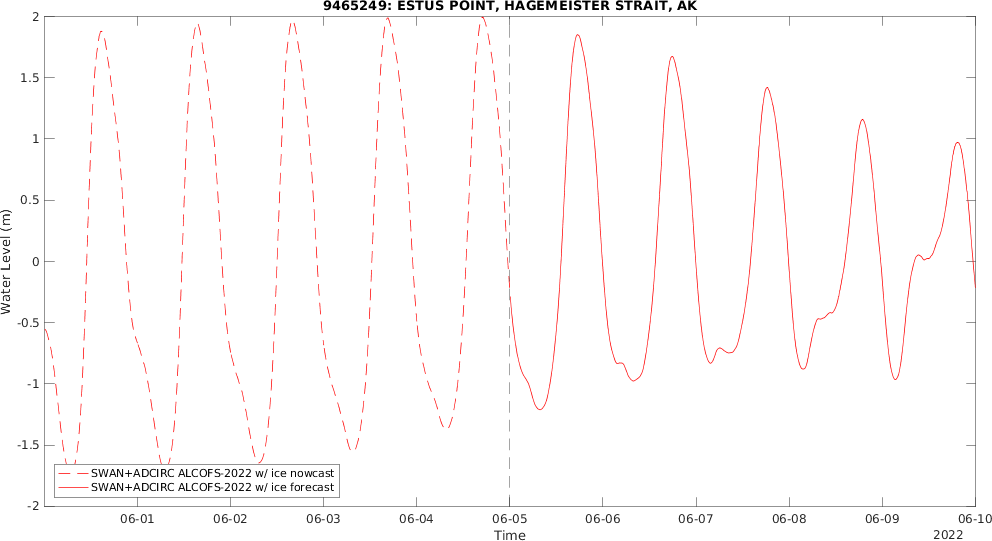 9465249: ESTUS POINT, HAGEMEISTER STRAIT, AK
2
1.5
1
0.5
0
-0.5
-1
-1.5
-2
Water Level (m)
SWAN+ADCIRC ALCOFS-2022 w/ ice nowcast
SWAN+ADCIRC ALCOFS-2022 w/ ice forecast
06-01 06-02 06-03 06-04 06-05 06-06 06-07 06-08 06-09 06-10
Time
2022